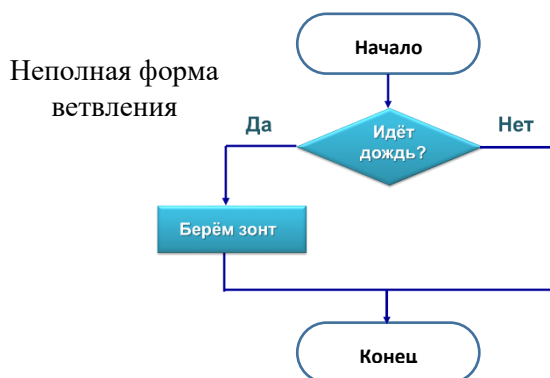 Начало
Неполная форма
ветвления
Да
Идёт
дождь?
Нет
Берём зонт
Конец